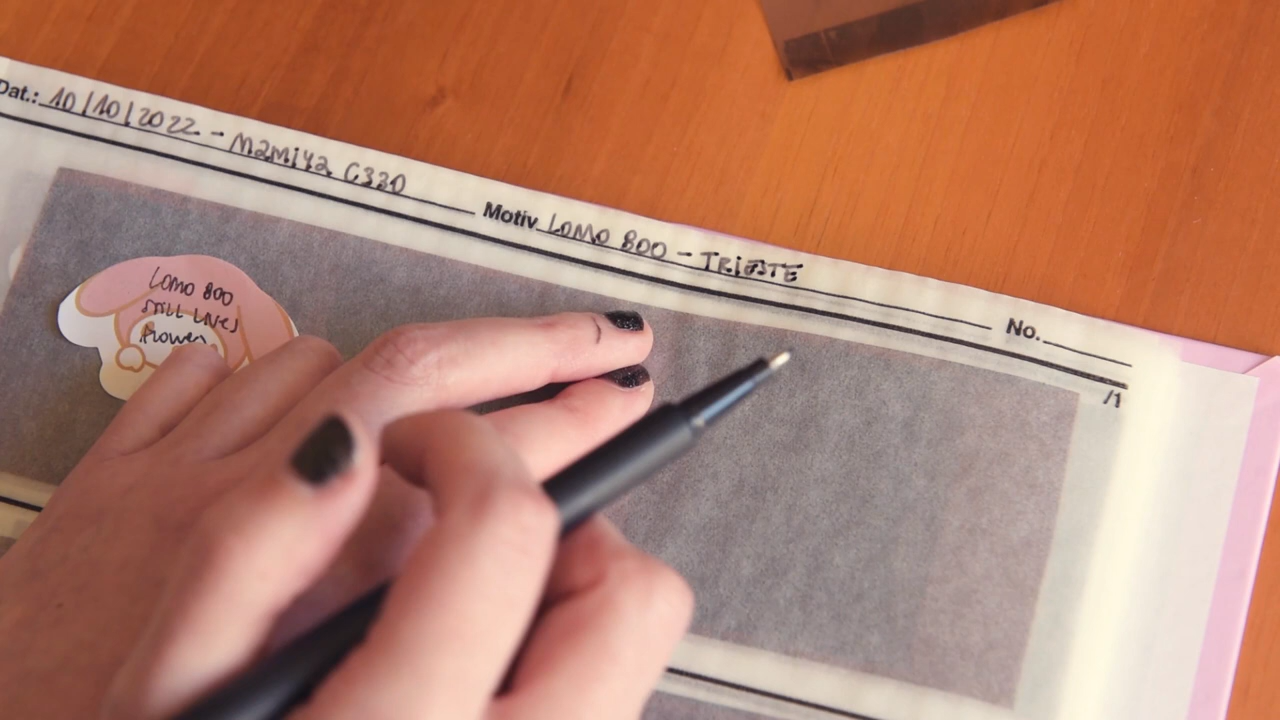 Dat.: 10/10/2022 - Mamiya C330
Motiv LOMO 800 - TRIESTE
No.
/1
LOMO 800
STILL LIVES
FLOWERS